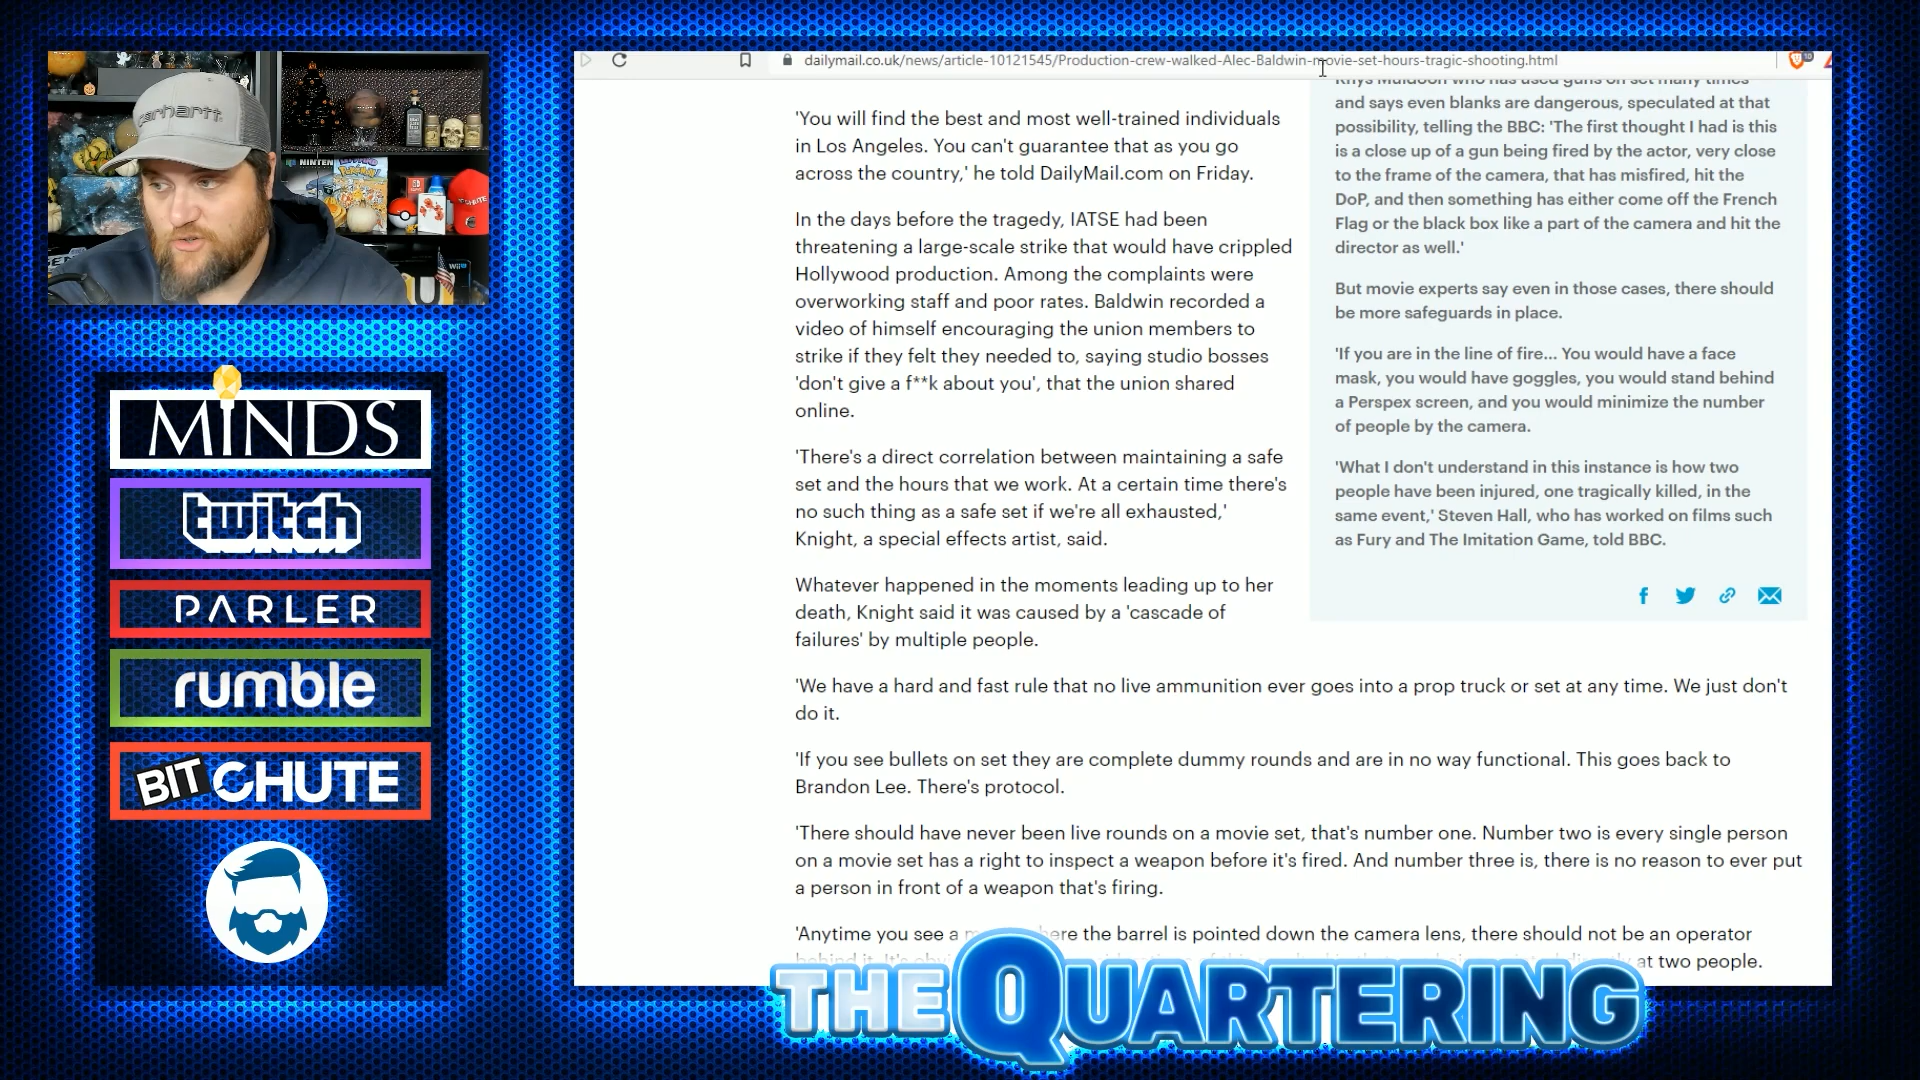 dailymail.co.uk/news/article-10121545/Production-crew-walked-Alec-Baldwin-movie-set-hours-tragic-shooting.html
carhartt
NINTEN
MINDS
twitch
PARLER
rumble
BITCHUTE
'You will find the best and most well-trained individuals
in Los Angeles. You can't guarantee that as you go
across the country,' he told DailyMail.com on Friday.
In the days before the tragedy, IATSE had been
threatening a large-scale strike that would have crippled
Hollywood production. Among the complaints were
overworking staff and poor rates. Baldwin recorded a
video of himself encouraging the union members to
strike if they felt they needed to, saying studio bosses
'don't give a f**k about you', that the union shared
online.
'There's a direct correlation between maintaining a safe
set and the hours that we work. At a certain time there's
no such thing as a safe set if we're all exhausted,'
Knight, a special effects artist, said.
Whatever happened in the moments leading up to her
death, Knight said it was caused by a 'cascade of
failures' by multiple people.
'We have a hard and fast rule that no live ammunition ever goes into a prop truck or set at any time. We just don't
do it.
'If you see bullets on set they are complete dummy rounds and are in no way functional. This goes back to
Brandon Lee. There's protocol.
'There should have never been live rounds on a movie set, that's number one. Number two is every single person
on a movie set has a right to inspect a weapon before it's fired. And number three is, there is no reason to ever put
a person in front of a weapon that's firing.
'Anytime you see a the barrel is pointed down the camera lens, there should not be an operator
behind it. at two people.
Rhys Muldoon who has used guns on set many times
and says even blanks are dangerous, speculated at that
possibility, telling the BBC: 'The first thought I had is this
is a close up of a gun being fired by the actor, very close
to the frame of the camera, that has misfired, hit the
DoP, and then something has either come off the French
Flag or the black box like a part of the camera and hit the
director as well.'
But movie experts say even in those cases, there should
be more safeguards in place.
'If you are in the line of fire... You would have a face
mask, you would have goggles, you would stand behind
a Perspex screen, and you would minimize the number
of people by the camera.
'What I don't understand in this instance is how two
people have been injured, one tragically killed, in the
same event,' Steven Hall, who has worked on films such
as Fury and The Imitation Game, told BBC.
THE QUARTERING